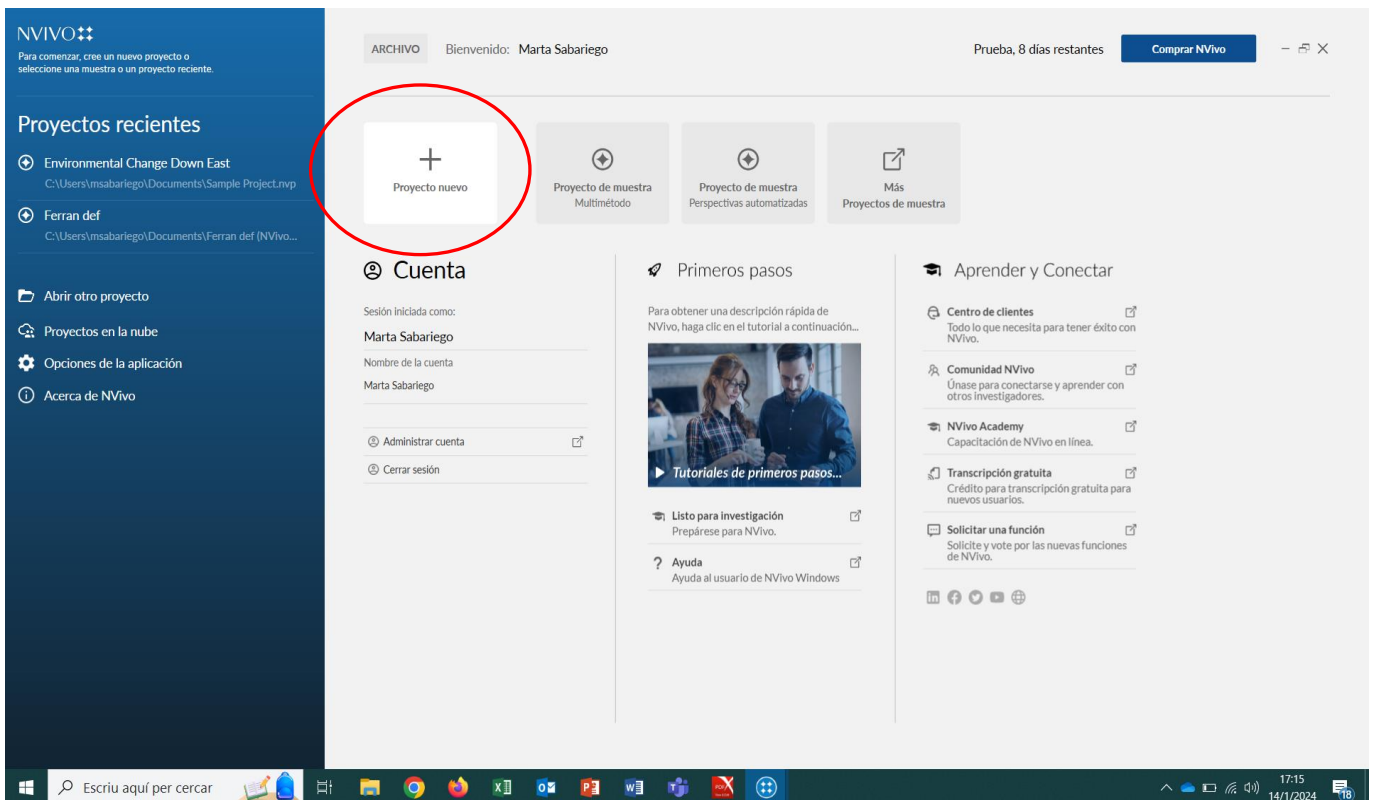 NVIVO
Para comenzar, cree un nuevo proyecto o
seleccione una muestra o un proyecto reciente.
Proyectos recientes
Environmental Change Down East
C:\Users\msabariego\Documents\Sample Project.nvp
Ferran def
C:\Users\msabariego\Documents\Ferran def (NVivo...
Abrir otro proyecto
Proyectos en la nube
Opciones de la aplicación
Acerca de NVivo
ARCHIVO Bienvenido: Marta Sabariego Prueba, 8 días restantes Comprar NVivo
Proyecto nuevo
Proyecto de muestra
Multimétodo
Proyecto de muestra
Perspectivas automatizadas
Más
Proyectos de muestra
Cuenta
Sesión iniciada como:
Marta Sabariego
Nombre de la cuenta
Marta Sabariego
Administrar cuenta
Cerrar sesión
Primeros pasos
Para obtener una descripción rápida de
NVivo, haga clic en el tutorial a continuación...
Tutoriales de primeros pasos...
Listo para investigación
Prepárese para NVivo.
Ayuda
Ayuda al usuario de NVivo Windows
Aprender y Conectar
Centro de clientes
Todo lo que necesita para tener éxito con
NVivo.
Comunidad NVivo
Únase para conectarse y aprender con
otros investigadores.
NVivo Academy
Capacitación de NVivo en línea.
Transcripción gratuita
Crédito para transcripción gratuita para
nuevos usuarios.
Solicitar una función
Solicite y vote por las nuevas funciones
de NVivo.
Escriu aquí per cercar
17:15
14/1/2024
18